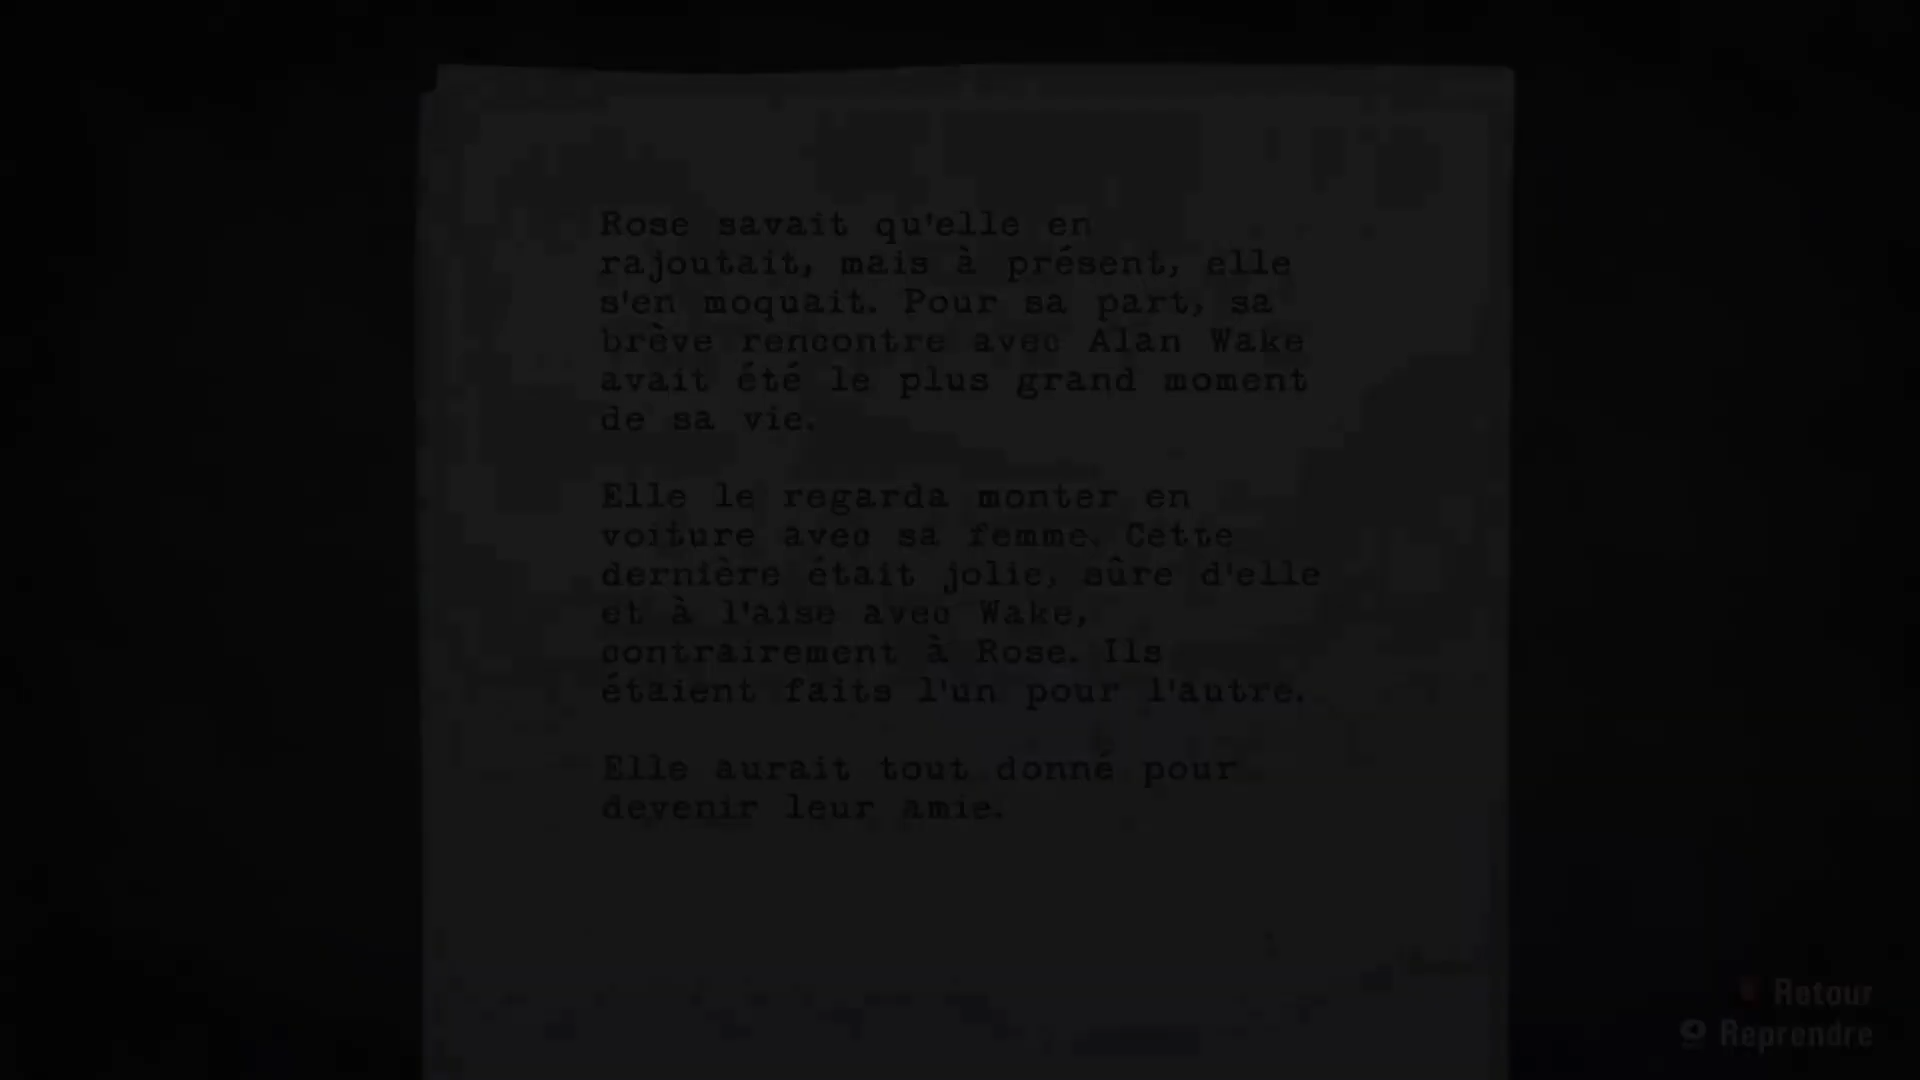 Rose savait qu'elle en
rajoutait, mais à présent, elle
s'en moquait. Pour sa part, sa
brève rencontre avec Alan Wake
avait été le plus grand moment
de sa vie.
Elle le regarda monter en
voiture avec sa femme. Cette
dernière était jolie, sûre d'elle
et à l'aise avec Wake,
contrairement à Rose. Ils
étaient faits l'un pour l'autre.
Elle aurait tout donné pour
devenir leur amie.
Retour
Reprendre